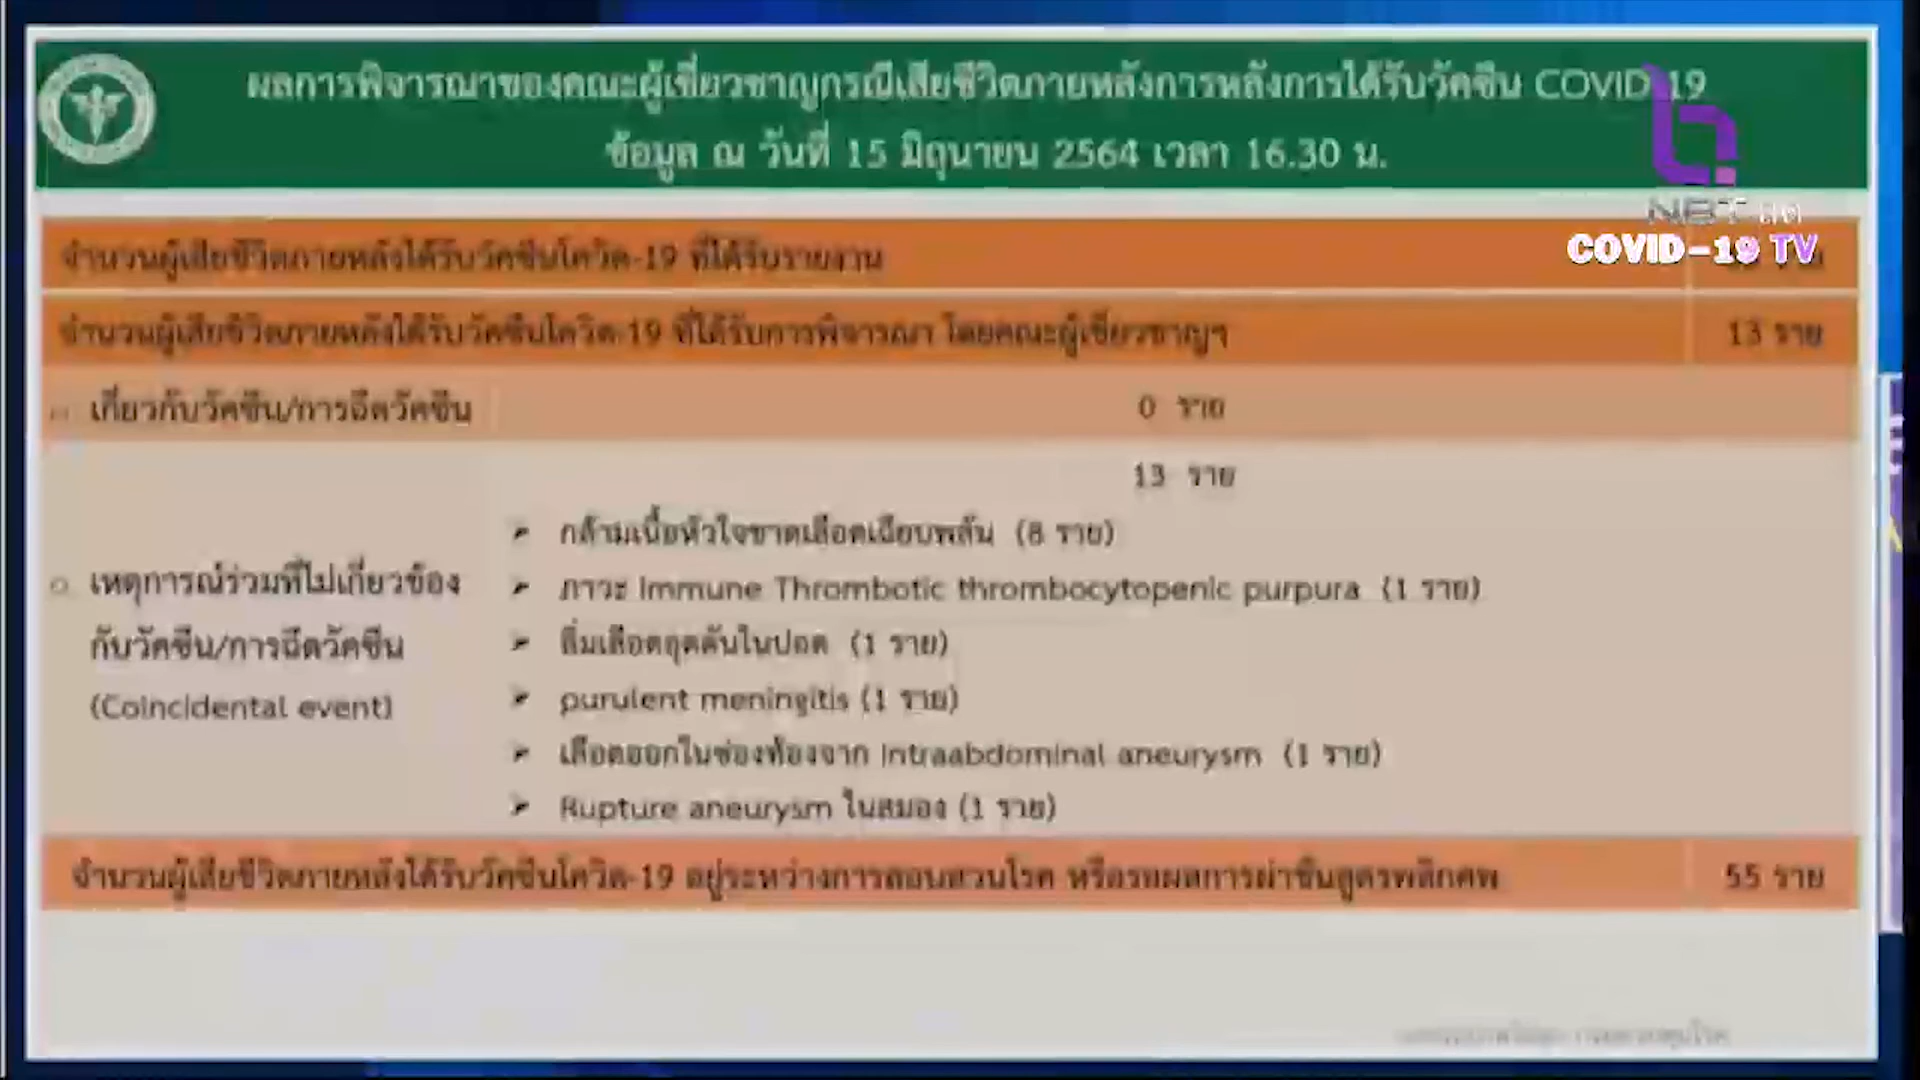 ผลการพิจารณาของคณะผู้เชี่ยวชาญกรณีเสียชีวิตภายหลังการหลังการได้รับวัคซีน COVID 19
ข้อมูล ณ วันที่ 15 มิถุนายน 2564 เวลา 16.30 น.
NBT
COVID-19 TV
จำนวนผู้เสียชีวิตภายหลังได้รับวัคซีนโควิด-19 ที่ได้รับรายงาน
จำนวนผู้เสียชีวิตภายหลังได้รับวัคซีนโควิด-19 ที่ได้รับการพิจารณา โดยคณะผู้เชี่ยวชาญฯ 13 ราย
เกี่ยวกับวัคซีน/การฉีดวัคซีน 0 ราย
13 ราย
เหตุการณ์ร่วมที่ไม่เกี่ยวข้อง
กับวัคซีน/การฉีดวัคซีน
(Coincidental event)
➢ กล้ามเนื้อหัวใจขาดเลือดเฉียบพลัน (8 ราย)
➢ ภาวะ Immune Thrombotic thrombocytopenic purpura (1 ราย)
➢ ลิ่มเลือดอุดตันในปอด (1 ราย)
➢ purulent meningitis (1 ราย)
➢ เลือดออกในช่องท้องจาก Intraabdominal aneurysm (1 ราย)
➢ Rupture aneurysm ในสมอง (1 ราย)
จำนวนผู้เสียชีวิตภายหลังได้รับวัคซีนโควิด-19 อยู่ระหว่างการสอบสวนโรค หรือรอผลการผ่าชันสูตรพลิกศพ 55 ราย